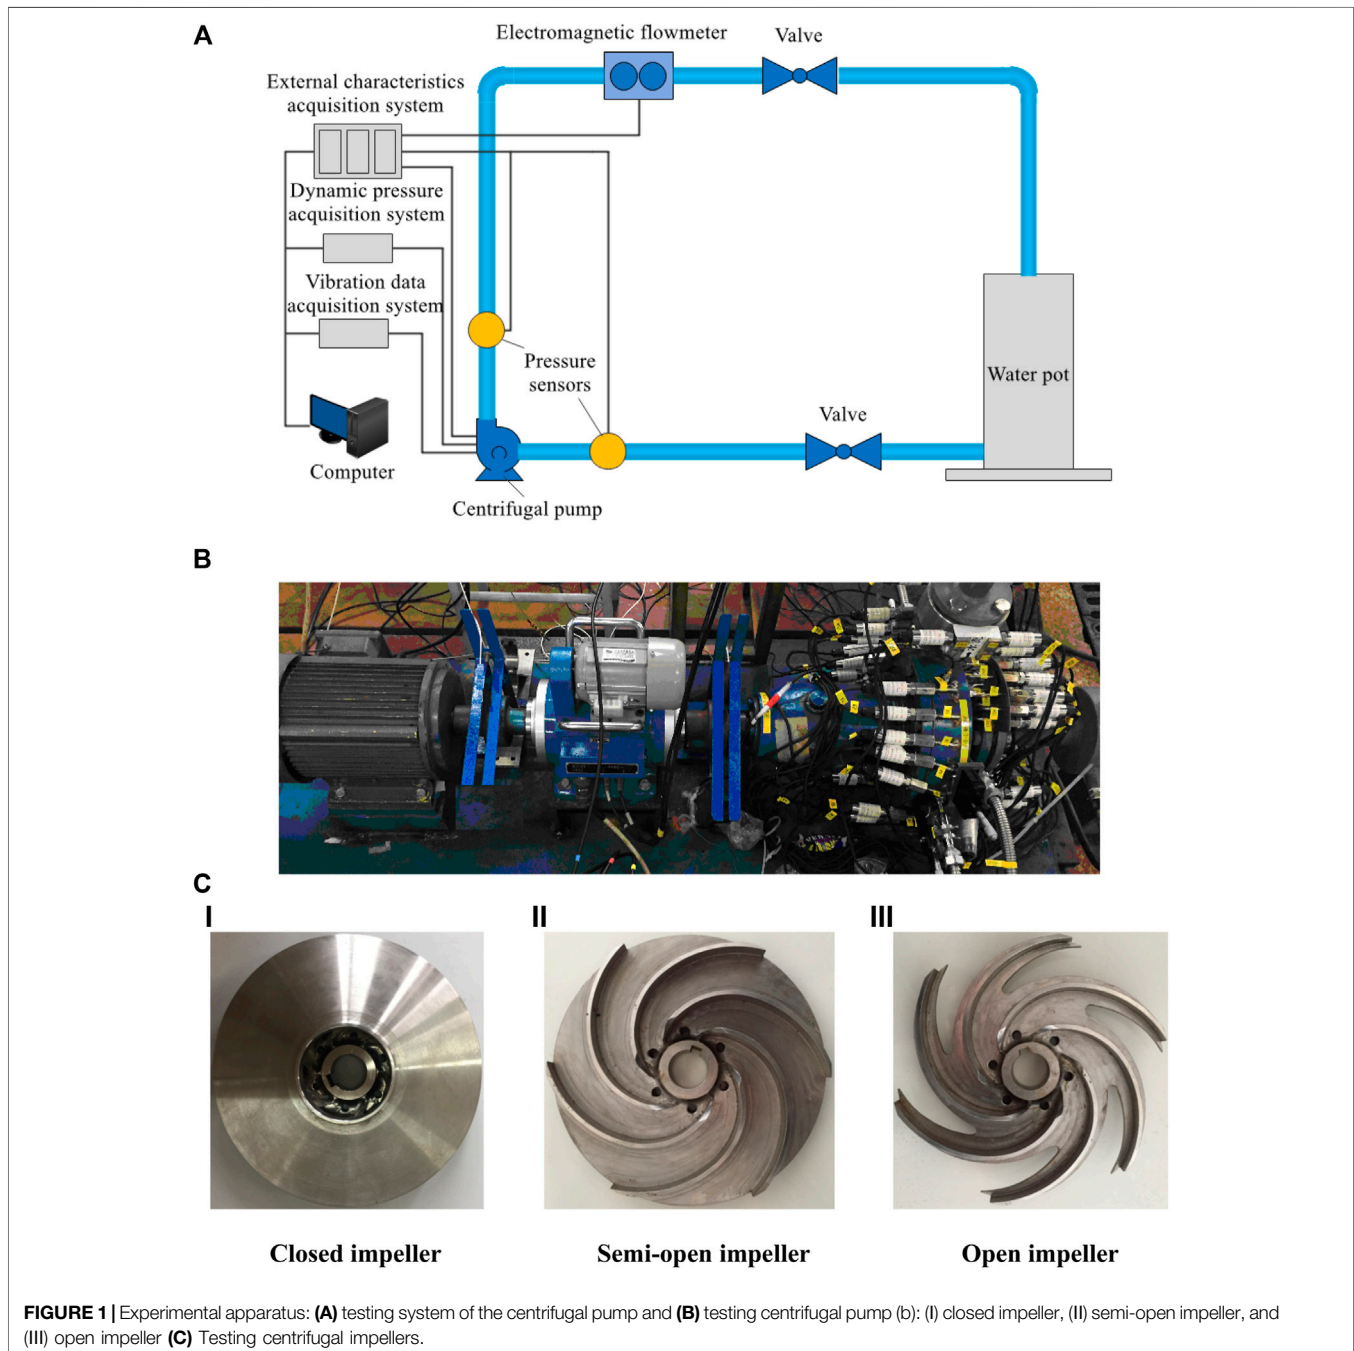 A
Electromagnetic flowmeter
Valve
External characteristics
acquisition system
Dynamic pressure
acquisition system
Vibration data
acquisition system
Pressure
sensors
Water pot
Valve
Computer
Centrifugal pump
B
C
I
II
III
Closed impeller
Semi-open impeller
Open impeller
FIGURE 1 | Experimental apparatus: (A) testing system of the centrifugal pump and (B) testing centrifugal pump (b): (I) closed impeller, (II) semi-open impeller, and
(III) open impeller (C) Testing centrifugal impellers.